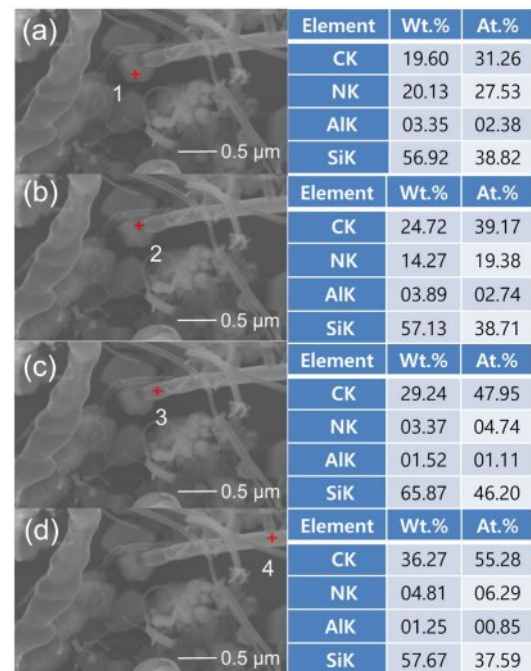 (a)
1
0.5 μm
Element Wt.% At.%
CK 19.60 31.26
NK 20.13 27.53
AlK 03.35 02.38
SiK 56.92 38.82
(b)
2
0.5 μm
Element Wt.% At.%
CK 24.72 39.17
NK 14.27 19.38
AlK 03.89 02.74
SiK 57.13 38.71
(c)
3
0.5 μm
Element Wt.% At.%
CK 29.24 47.95
NK 03.37 04.74
AlK 01.52 01.11
SiK 65.87 46.20
(d)
4
0.5 μm
Element Wt.% At.%
CK 36.27 55.28
NK 04.81 06.29
AlK 01.25 00.85
SiK 57.67 37.59